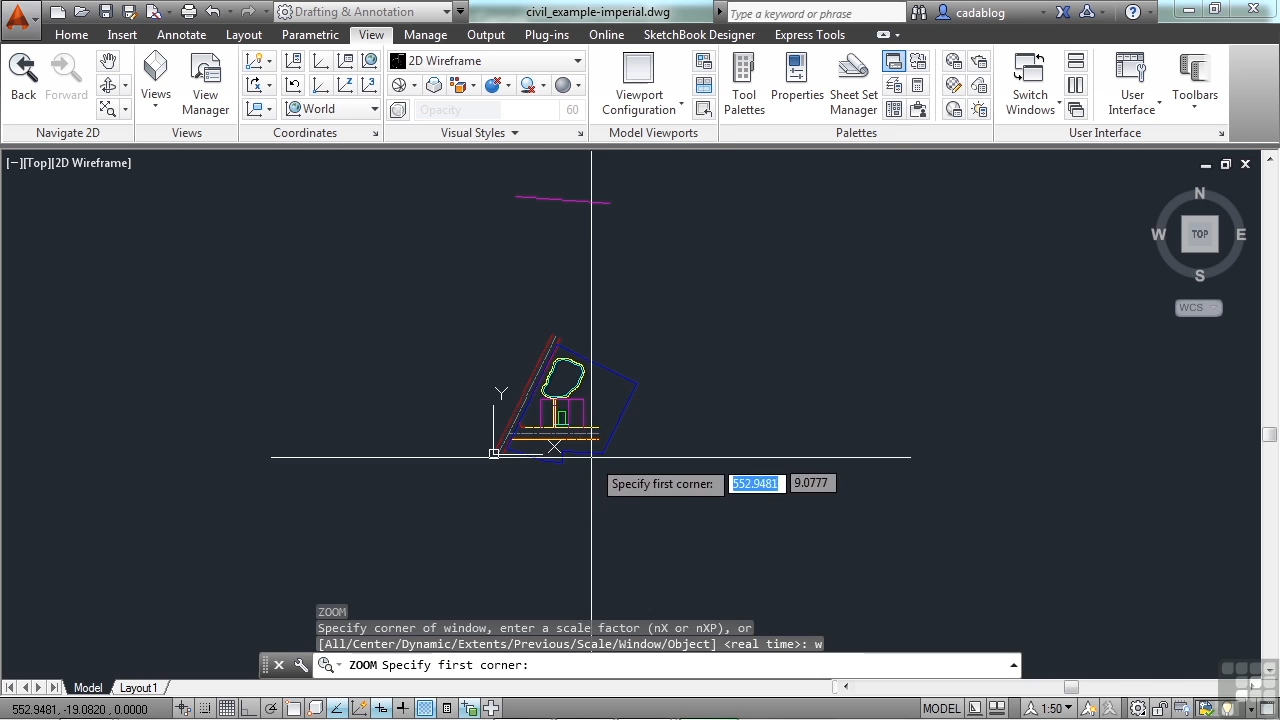 Drafting & Annotation
civil_example-imperial.dwg
Type a keyword or phrase
cadablog
Home Insert Annotate Layout Parametric View Manage Output Plug-ins Online SketchBook Designer Express Tools
Back Forward
Views View Manager
World
2D Wireframe
Opacity 60
Viewport Configuration
Tool Palettes Properties Sheet Set Manager
Switch Windows User Interface Toolbars
Navigate 2D Views Coordinates Visual Styles Model Viewports Palettes User Interface
[−][Top][2D Wireframe]
N
W TOP E
S
WCS
Y
X
Specify first corner: 552.9481 9.0777
ZOOM
Specify corner of window, enter a scale factor (nX or nXP), or
[All/Center/Dynamic/Extents/Previous/Scale/Window/Object] <real time>: w
ZOOM Specify first corner:
Model Layout1
552.9481, -19.0820, 0.0000 MODEL 1:50